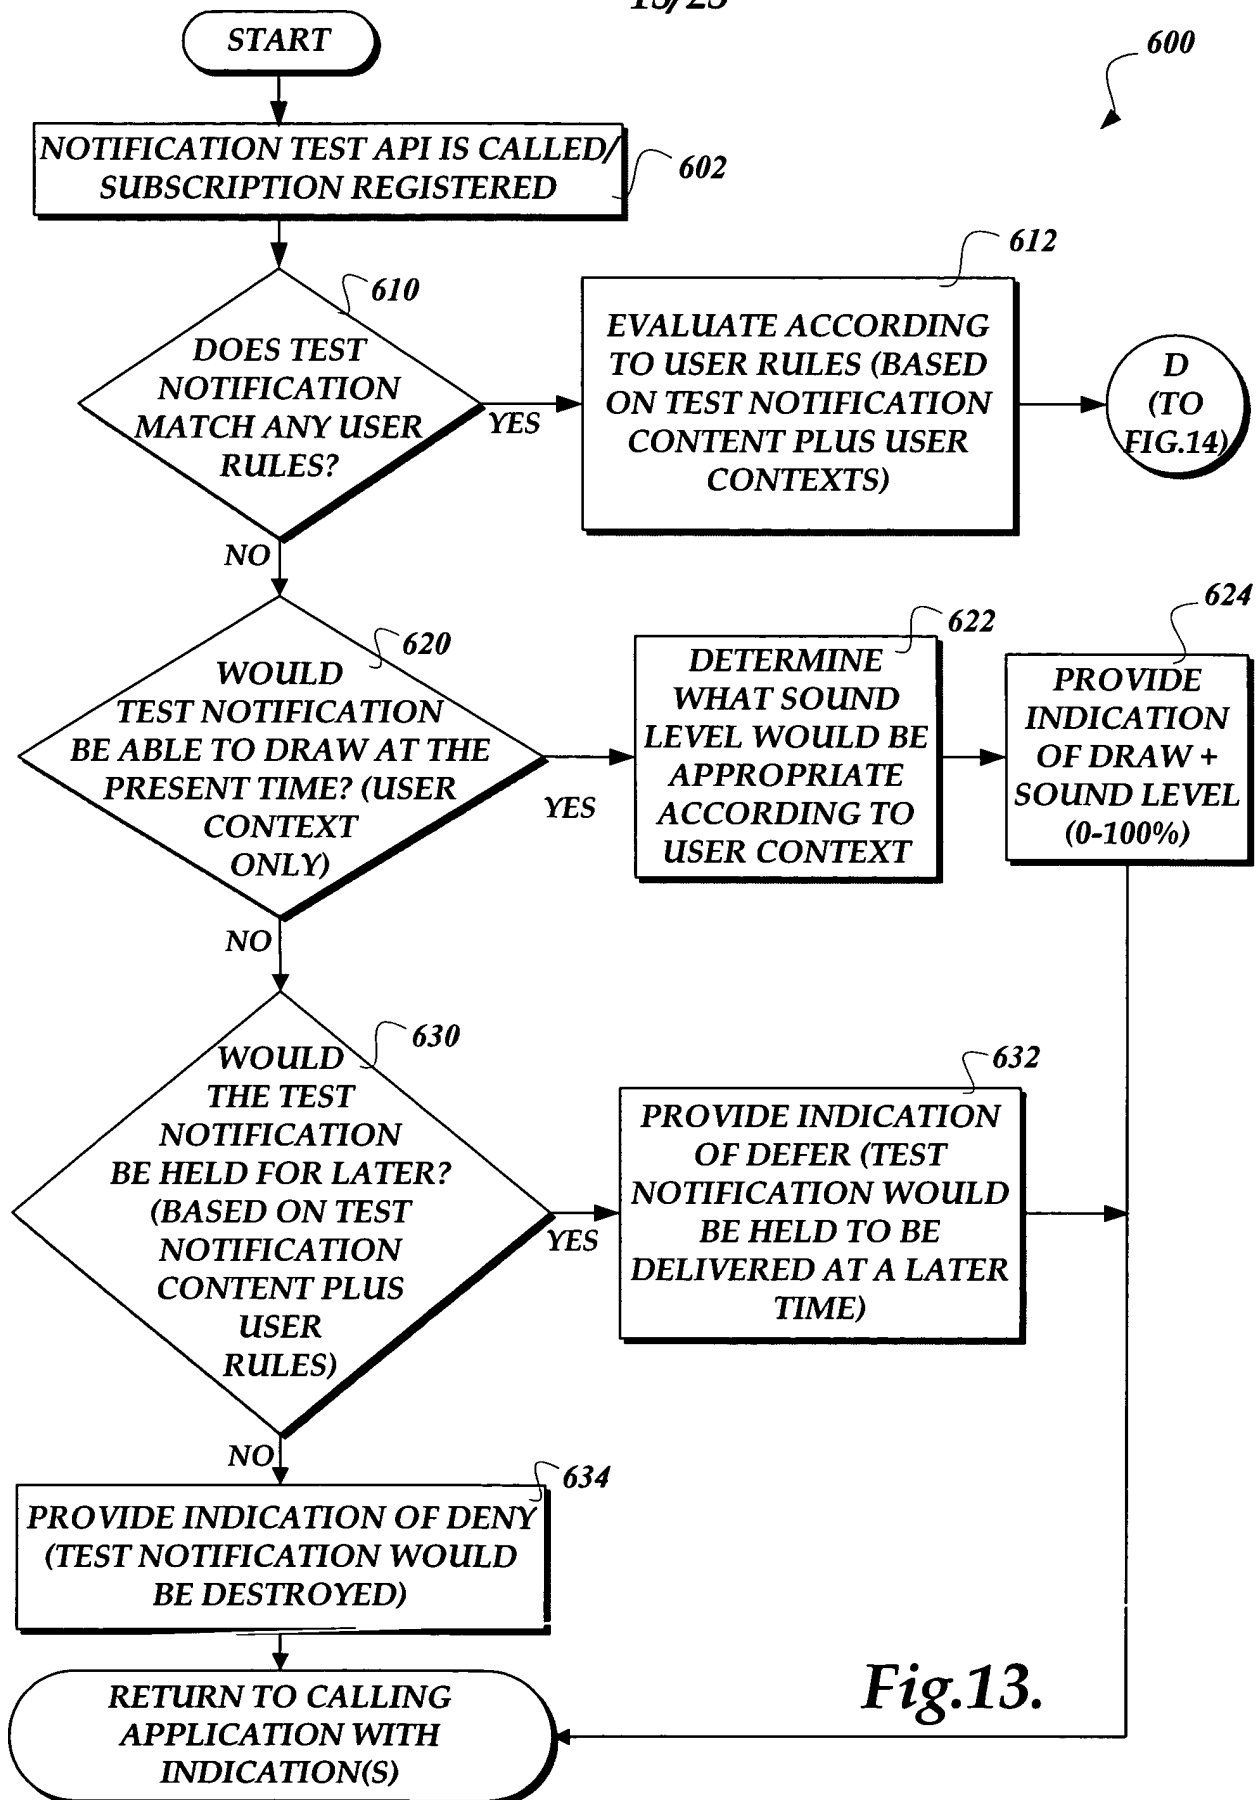 START
600
NOTIFICATION TEST API IS CALLED/
SUBSCRIPTION REGISTERED
602
610
DOES TEST
NOTIFICATION
MATCH ANY USER
RULES?
YES
NO
612
EVALUATE ACCORDING
TO USER RULES (BASED
ON TEST NOTIFICATION
CONTENT PLUS USER
CONTEXTS)
D
(TO
FIG.14)
620
WOULD
TEST NOTIFICATION
BE ABLE TO DRAW AT THE
PRESENT TIME? (USER
CONTEXT
ONLY)
YES
NO
622
DETERMINE
WHAT SOUND
LEVEL WOULD BE
APPROPRIATE
ACCORDING TO
USER CONTEXT
624
PROVIDE
INDICATION
OF DRAW +
SOUND LEVEL
(0-100%)
630
WOULD
THE TEST
NOTIFICATION
BE HELD FOR LATER?
(BASED ON TEST
NOTIFICATION
CONTENT PLUS
USER
RULES)
YES
NO
632
PROVIDE INDICATION
OF DEFER (TEST
NOTIFICATION WOULD
BE HELD TO BE
DELIVERED AT A LATER
TIME)
634
PROVIDE INDICATION OF DENY
(TEST NOTIFICATION WOULD
BE DESTROYED)
RETURN TO CALLING
APPLICATION WITH
INDICATION(S)
Fig.13.